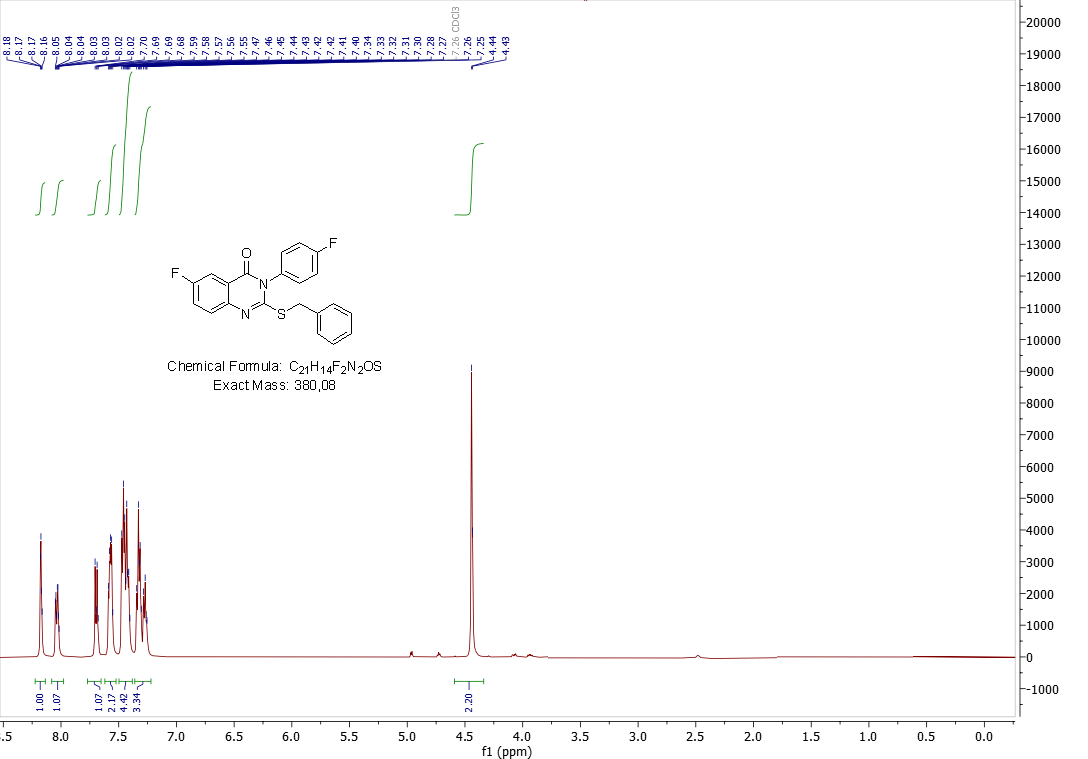 8.18 8.17 8.17 8.16 8.05 8.04 8.04 8.03 8.03 8.02 8.02 7.70 7.69 7.69 7.68 7.59 7.58 7.57 7.56 7.55 7.47 7.46 7.45 7.44 7.43 7.42 7.42 7.41 7.40 7.34 7.33 7.32 7.31 7.30 7.28 7.27 7.26 CDCl3 7.26 7.25 4.44 4.43
20000
19000
18000
17000
16000
15000
14000
13000
12000
11000
10000
9000
8000
7000
6000
5000
4000
3000
2000
1000
0
-1000
O
F
F
N
N
S
Chemical Formula: C21H14F2N2OS
Exact Mass: 380,08
1.00 1.07 1.07 2.17 4.42 3.34 2.20
.5 8.0 7.5 7.0 6.5 6.0 5.5 5.0 4.5 4.0 3.5 3.0 2.5 2.0 1.5 1.0 0.5 0.0
f1 (ppm)